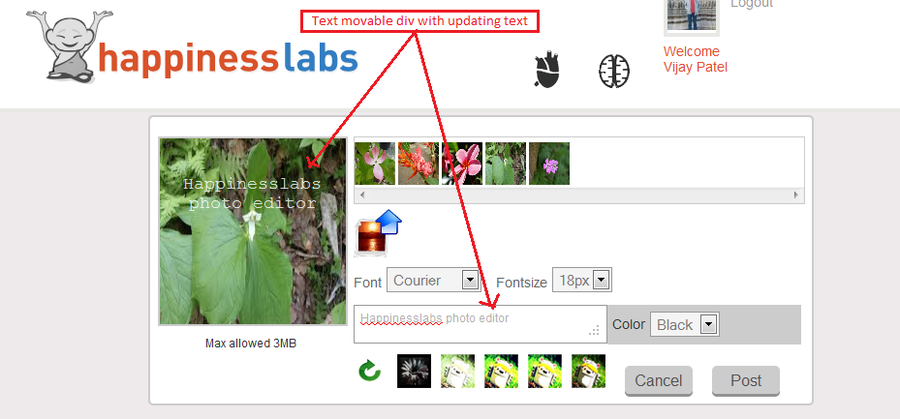 Text movable div with updating text
Logout
happinesslabs
Welcome
Vijay Patel
Happinesslabs
photo editor
Font Courier Fontsize 18px
Happinesslabs photo editor
Color Black
Max allowed 3MB
Cancel Post